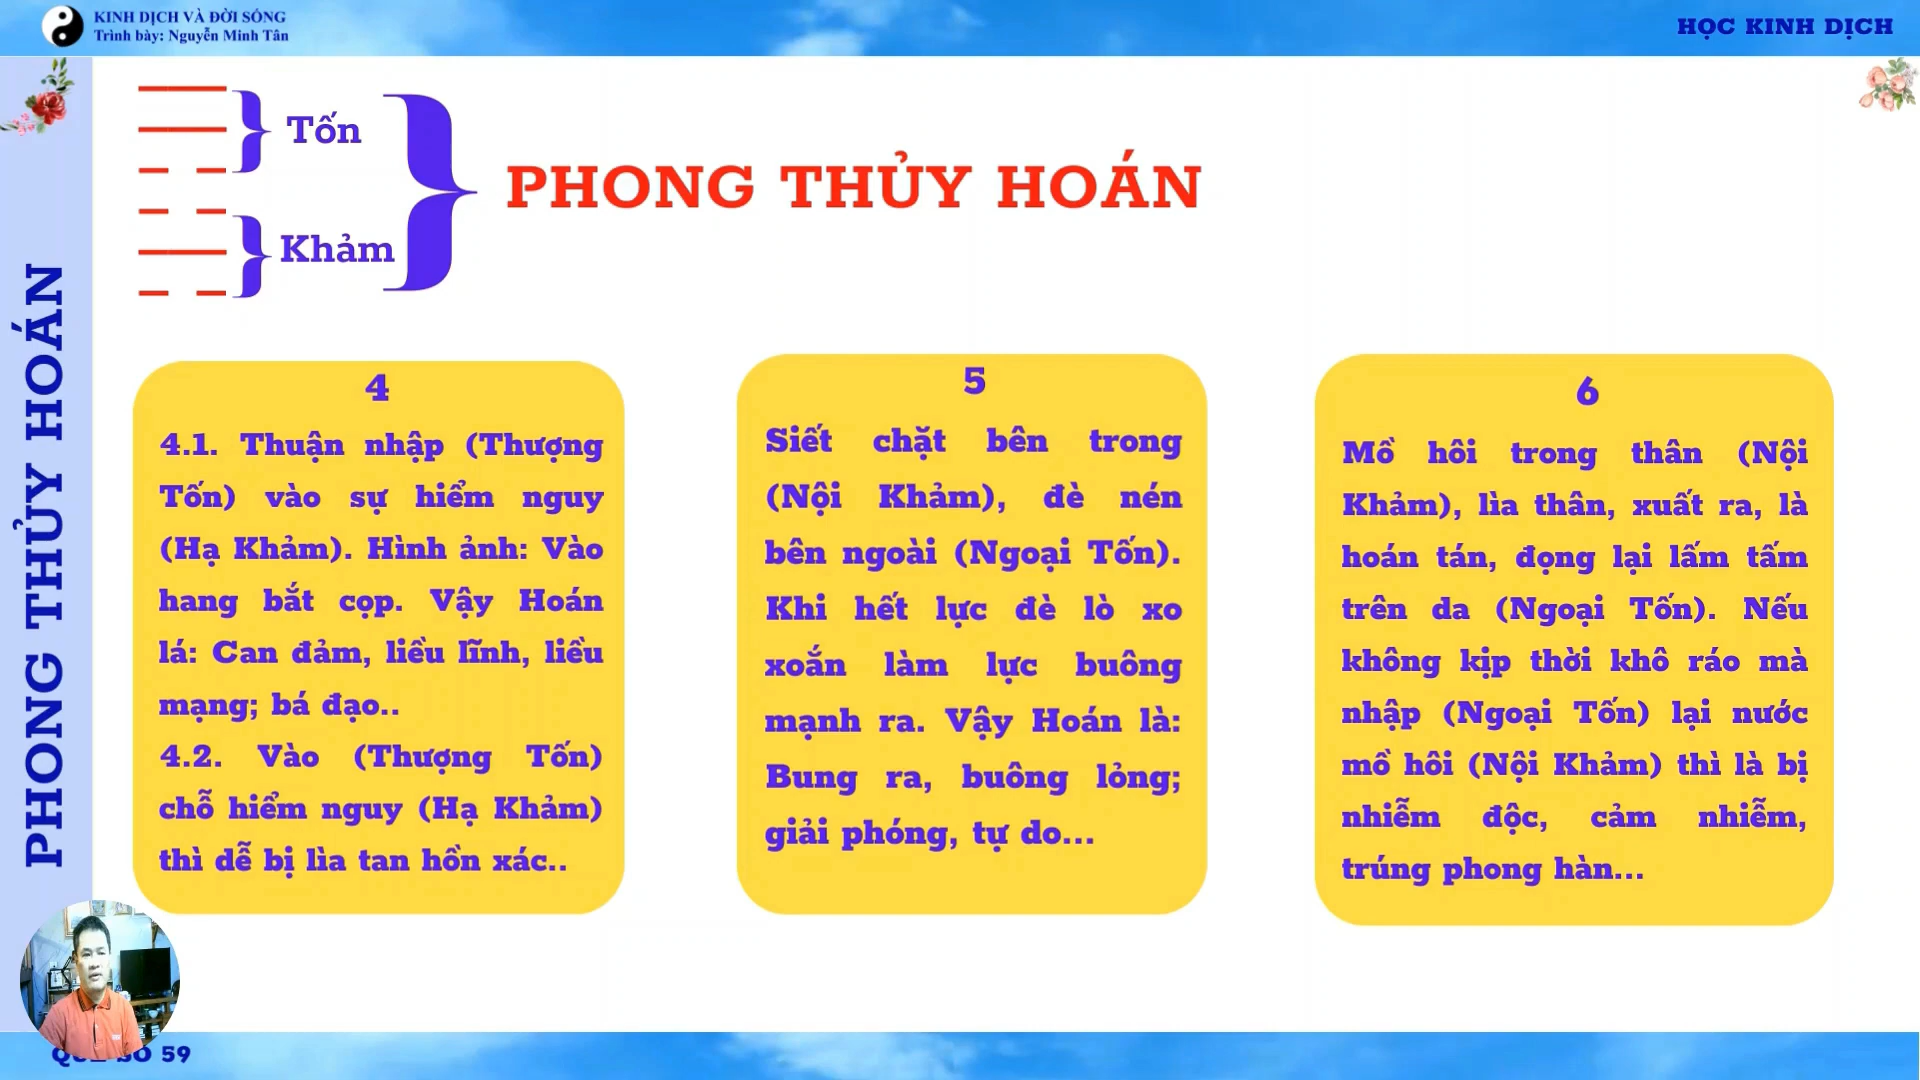 KINH DỊCH VÀ ĐỜI SỐNG
Trình bày: Nguyễn Minh Tân
HỌC KINH DỊCH
PHONG THỦY HOÁN
Tốn
Khảm
PHONG THỦY HOÁN
4
4.1. Thuận nhập (Thượng
Tốn) vào sự hiểm nguy
(Hạ Khảm). Hình ảnh: Vào
hang bắt cọp. Vậy Hoán
lá: Can đảm, liều lĩnh, liều
mạng; bá đạo..
4.2. Vào (Thượng Tốn)
chỗ hiểm nguy (Hạ Khảm)
thì dễ bị lìa tan hồn xác..
5
Siết chặt bên trong
(Nội Khảm), đè nén
bên ngoài (Ngoại Tốn).
Khi hết lực đè lò xo
xoắn làm lực buông
mạnh ra. Vậy Hoán là:
Bung ra, buông lỏng;
giải phóng, tự do...
6
Mồ hôi trong thân (Nội
Khảm), lìa thân, xuất ra, là
hoán tán, đọng lại lấm tấm
trên da (Ngoại Tốn). Nếu
không kịp thời khô ráo mà
nhập (Ngoại Tốn) lại nước
mồ hôi (Nội Khảm) thì là bị
nhiễm độc, cảm nhiễm,
trúng phong hàn...
59